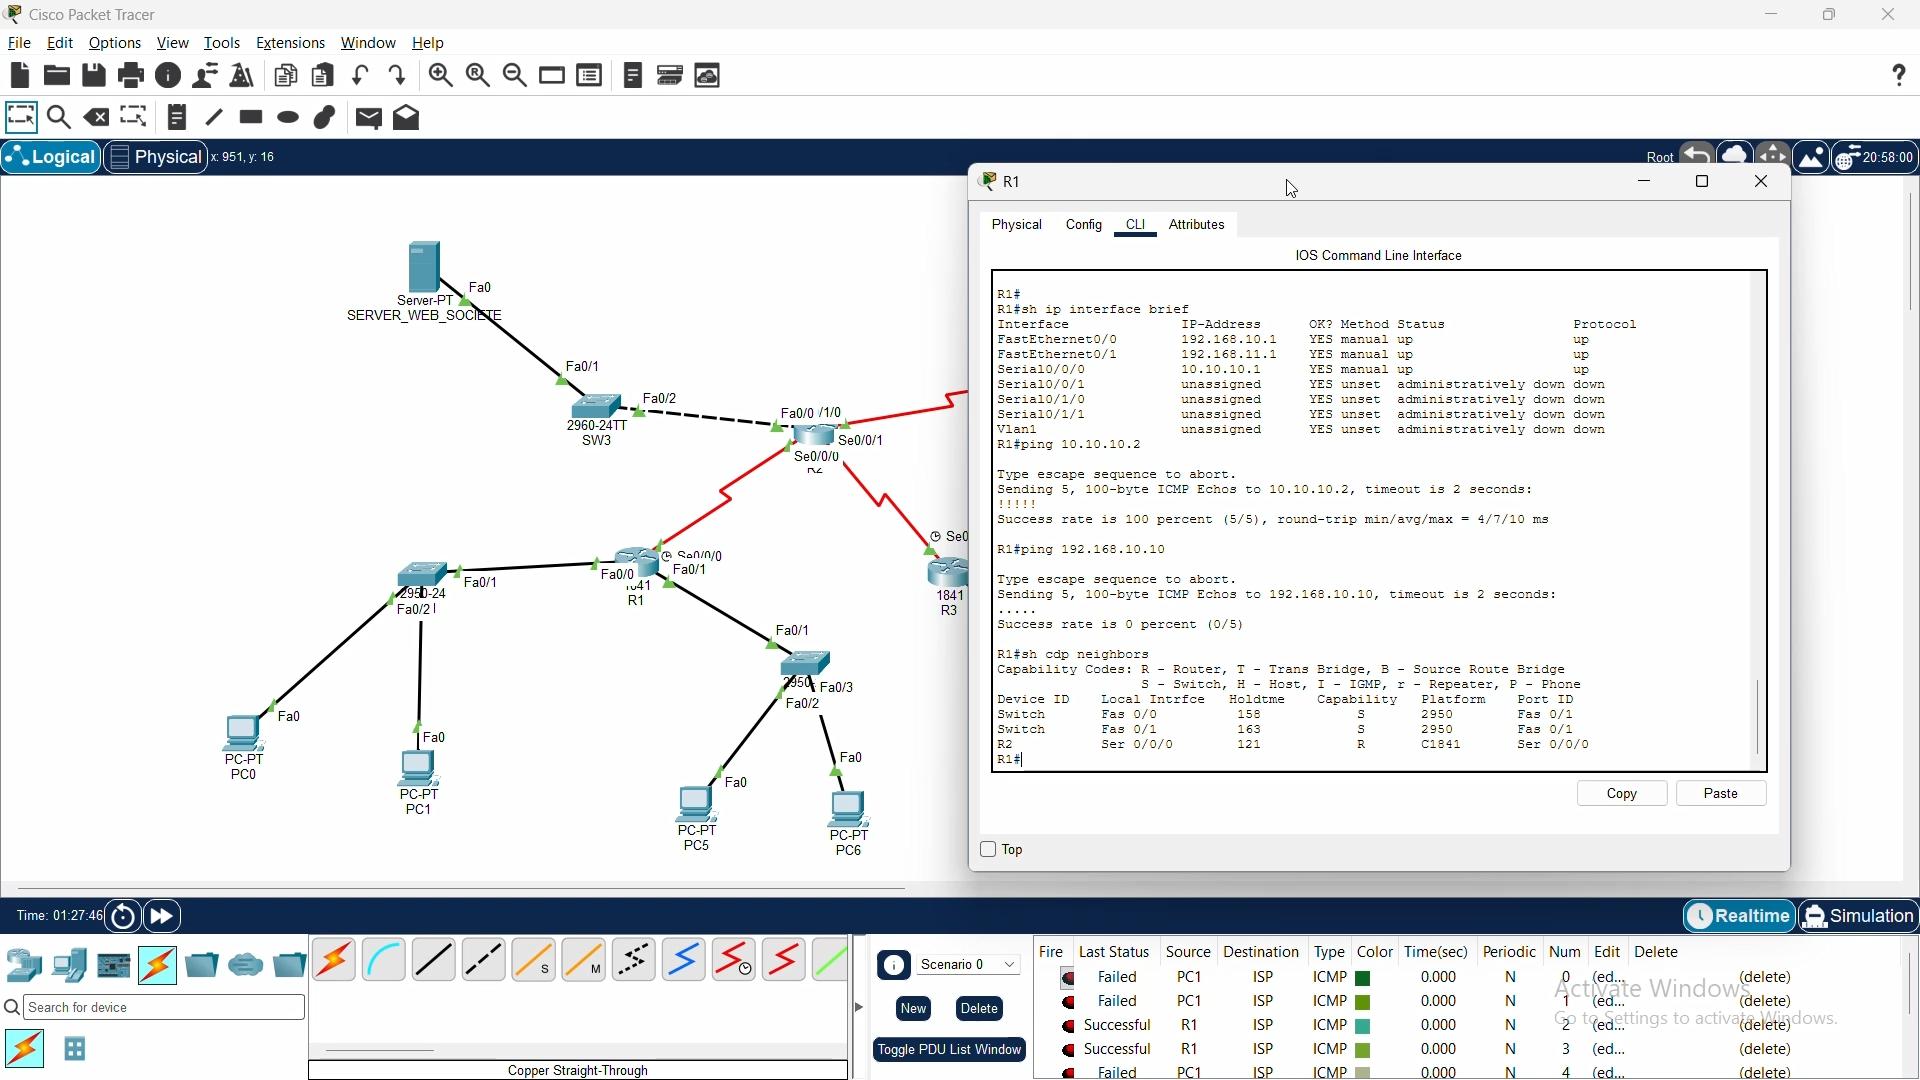 Cisco Packet Tracer
File Edit Options View Tools Extensions Window Help
Logical Physical x: 951, y: 16
Root 20:58:00
Server-PT
SERVER_WEB_SOCIETE
Fa0
Fa0/1
2960-24TT
SW3
Fa0/2
Fa0/0 /1/0
Se0/0/1
Se0/0/0
R2
Se0
1841
R3
Se0/0/0
Fa0/1
Fa0/0
R1
2950-24
Fa0/2
Fa0/1
Fa0/1
2950-
Fa0/3
Fa0/2
Fa0
PC-PT
PC0
Fa0
PC-PT
PC1
Fa0
PC-PT
PC5
Fa0
PC-PT
PC6
R1
Physical Config CLI Attributes
IOS Command Line Interface
R1#
R1#sh ip interface brief
Interface IP-Address OK? Method Status Protocol
FastEthernet0/0 192.168.10.1 YES manual up up
FastEthernet0/1 192.168.11.1 YES manual up up
Serial0/0/0 10.10.10.1 YES manual up up
Serial0/0/1 unassigned YES unset administratively down down
Serial0/1/0 unassigned YES unset administratively down down
Serial0/1/1 unassigned YES unset administratively down down
Vlan1 unassigned YES unset administratively down down
R1#ping 10.10.10.2
Type escape sequence to abort.
Sending 5, 100-byte ICMP Echos to 10.10.10.2, timeout is 2 seconds:
!!!!!
Success rate is 100 percent (5/5), round-trip min/avg/max = 4/7/10 ms
R1#ping 192.168.10.10
Type escape sequence to abort.
Sending 5, 100-byte ICMP Echos to 192.168.10.10, timeout is 2 seconds:
.....
Success rate is 0 percent (0/5)
R1#sh cdp neighbors
Capability Codes: R - Router, T - Trans Bridge, B - Source Route Bridge
S - Switch, H - Host, I - IGMP, r - Repeater, P - Phone
Device ID Local Intrfce Holdtme Capability Platform Port ID
Switch Fas 0/0 158 S 2950 Fas 0/1
Switch Fas 0/1 163 S 2950 Fas 0/1
R2 Ser 0/0/0 121 R C1841 Ser 0/0/0
R1#
Copy Paste
Top
Time: 01:27:46
Realtime Simulation
Search for device
S M
Copper Straight-Through
Scenario 0
New Delete
Toggle PDU List Window
Fire Last Status Source Destination Type Color Time(sec) Periodic Num Edit Delete
Failed PC1 ISP ICMP 0.000 N 0 (ed... (delete)
Failed PC1 ISP ICMP 0.000 N 1 (ed... (delete)
Successful R1 ISP ICMP 0.000 N 2 (ed... (delete)
Successful R1 ISP ICMP 0.000 N 3 (ed... (delete)
Failed PC1 ISP ICMP 0.000 N 4 (ed... (delete)
Activate Windows
Go to Settings to activate Windows.